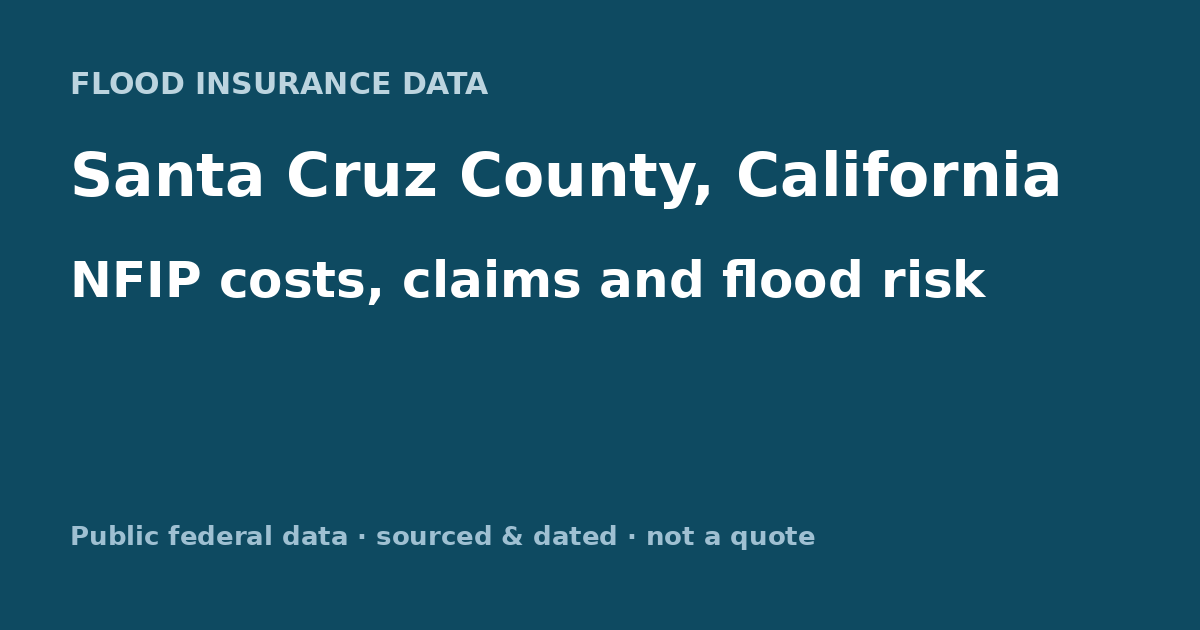 FLOOD INSURANCE DATA
Santa Cruz County, California
NFIP costs, claims and flood risk
Public federal data · sourced & dated · not a quote